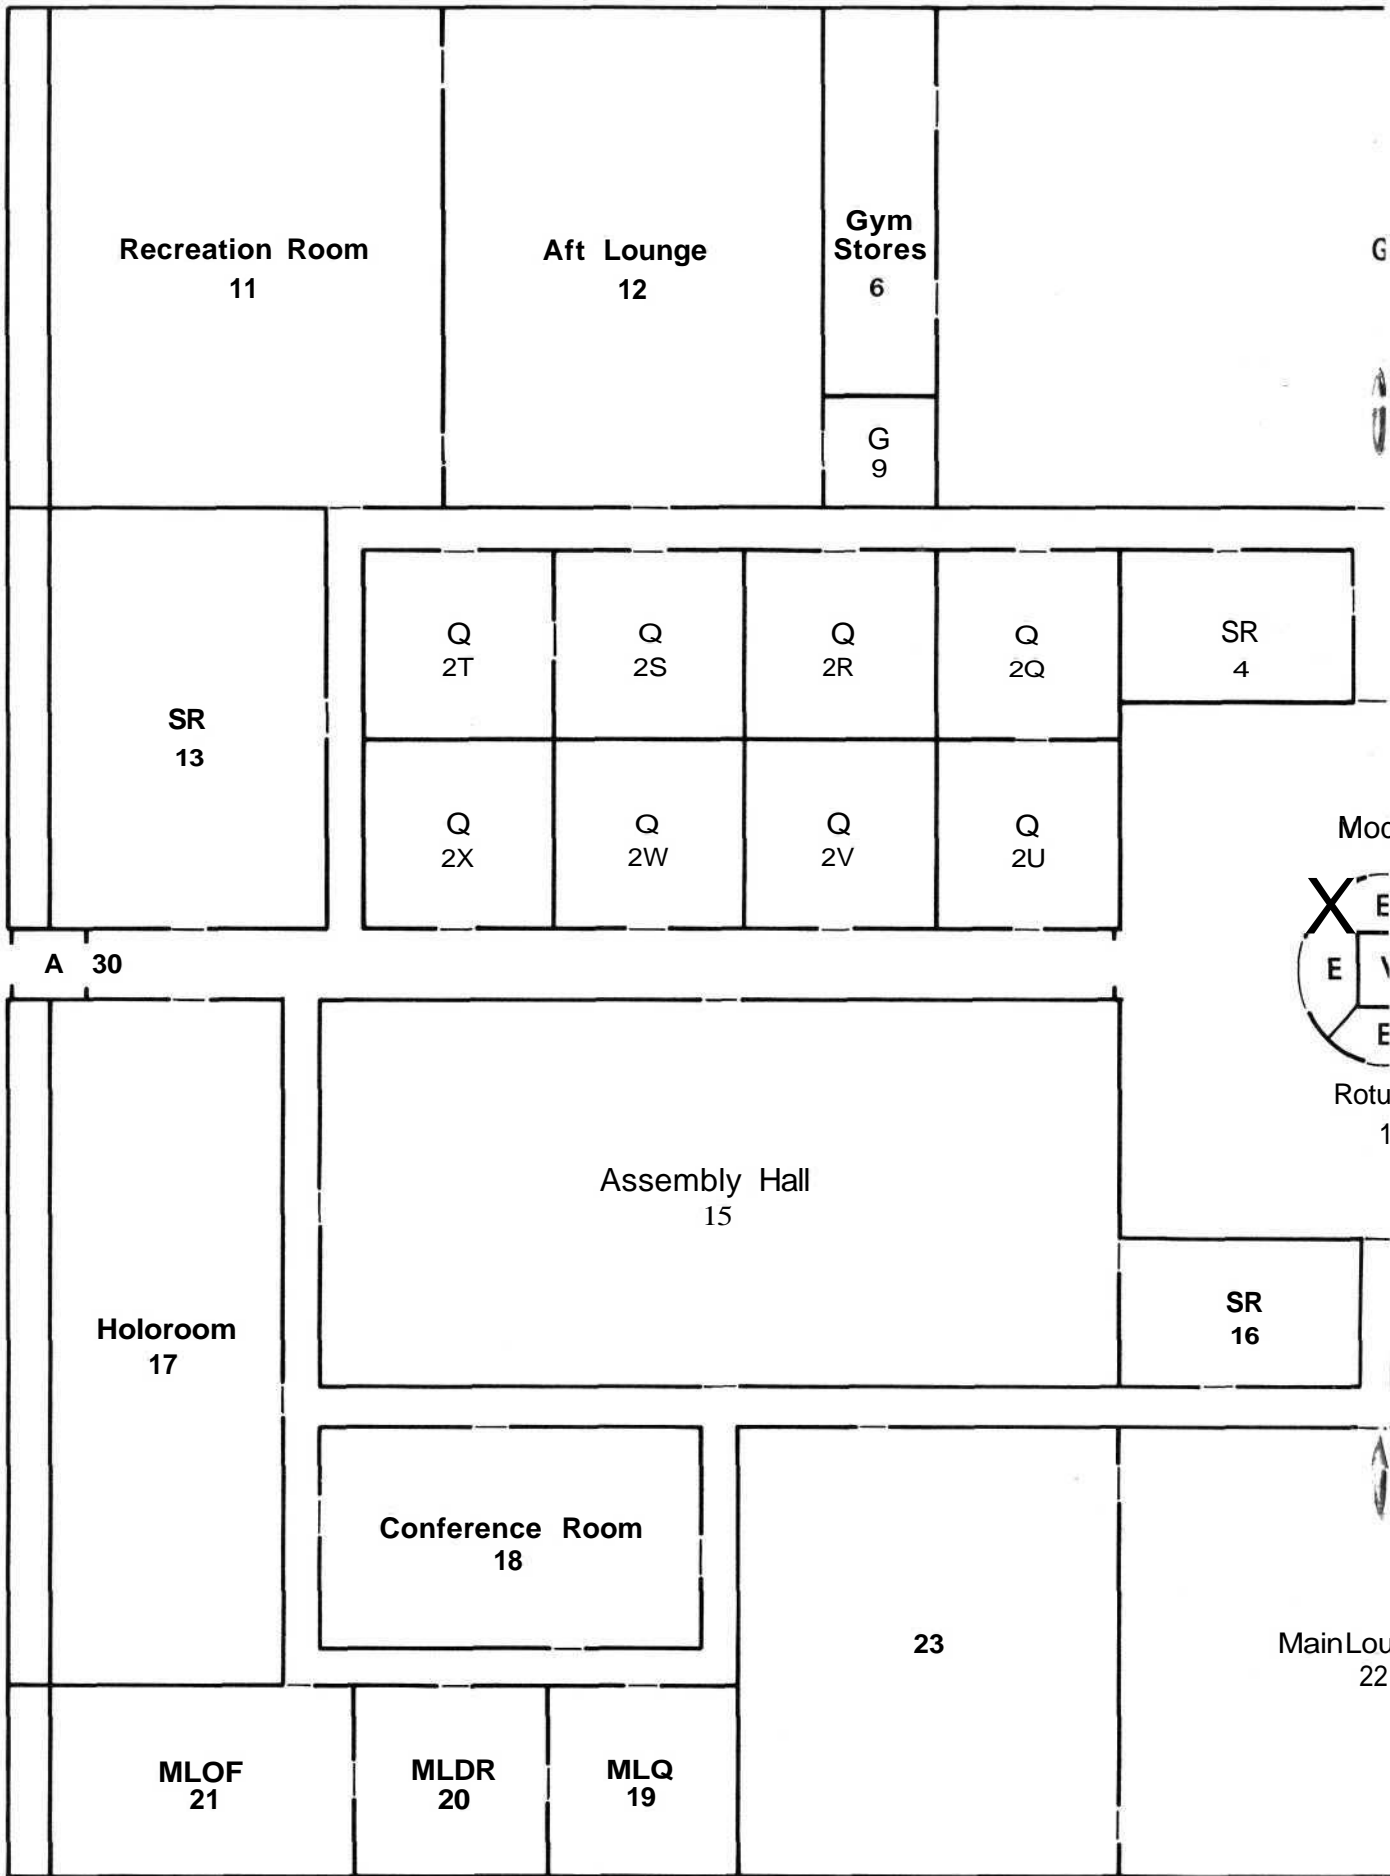 Recreation Room
11
Aft Lounge
12
Gym
Stores
6
G
G
9
Q
2T
Q
2S
Q
2R
Q
2Q
SR
4
SR
13
Q
2X
Q
2W
Q
2V
Q
2U
X
E
E
E
A 30
Assembly Hall
15
Holoroom
17
SR
16
Conference Room
18
23
22
MLOF
21
MLDR
20
MLQ
19